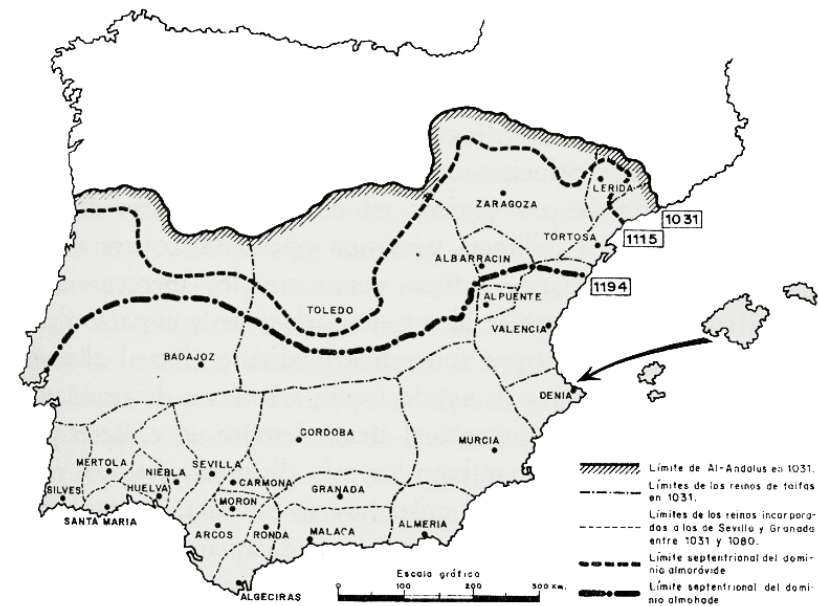 LERIDA
ZARAGOZA
1031
TORTOSA
1115
ALBARRACIN
1194
ALPUENTE
TOLEDO
VALENCIA
BADAJOZ
DENIA
CORDOBA
MURCIA
MERTOLA
SEVILLA
NIEBLA
CARMONA
SILVES
HUELVA
MORON
GRANADA
SANTA MARIA
ARCOS
RONDA
MALACA
ALMERIA
ALGECIRAS
Escala gráfica
0 100 200 300 KM.
Límite de Al-Andalus en 1031.
Límites de los reinos de taifas
en 1031.
Límites de los reinos incorpora-
dos a los de Sevilla y Granada
entre 1031 y 1080.
Límite septentrional del domi-
nio almorávide
Límite septentrional del domi-
nio almohade